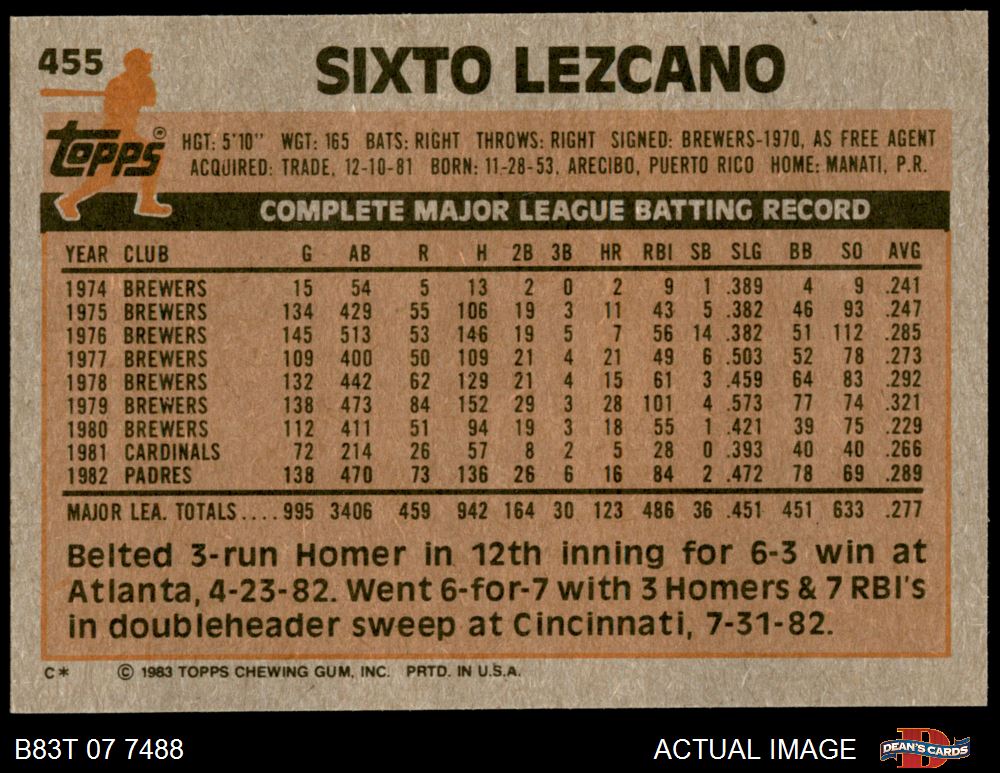 455
SIXTO LEZCANO
Topps ®
HGT: 5'10" WGT: 165 BATS: RIGHT THROWS: RIGHT SIGNED: BREWERS-1970, AS FREE AGENT
ACQUIRED: TRADE, 12-10-81 BORN: 11-28-53, ARECIBO, PUERTO RICO HOME: MANATI, P.R.
COMPLETE MAJOR LEAGUE BATTING RECORD
YEAR CLUB G AB R H 2B 3B HR RBI SB SLG BB SO AVG
1974 BREWERS 15 54 5 13 2 0 2 9 1 .389 4 9 .241
1975 BREWERS 134 429 55 106 19 3 11 43 5 .382 46 93 .247
1976 BREWERS 145 513 53 146 19 5 7 56 14 .382 51 112 .285
1977 BREWERS 109 400 50 109 21 4 21 49 6 .503 52 78 .273
1978 BREWERS 132 442 62 129 21 4 15 61 3 .459 64 83 .292
1979 BREWERS 138 473 84 152 29 3 28 101 4 .573 77 74 .321
1980 BREWERS 112 411 51 94 19 3 18 55 1 .421 39 75 .229
1981 CARDINALS 72 214 26 57 8 2 5 28 0 .393 40 40 .266
1982 PADRES 138 470 73 136 26 6 16 84 2 .472 78 69 .289
MAJOR LEA. TOTALS.... 995 3406 459 942 164 30 123 486 36 .451 451 633 .277
Belted 3-run Homer in 12th inning for 6-3 win at
Atlanta, 4-23-82. Went 6-for-7 with 3 Homers & 7 RBI's
in doubleheader sweep at Cincinnati, 7-31-82.
C* © 1983 TOPPS CHEWING GUM, INC. PRTD. IN U.S.A.
B83T 07 7488 ACTUAL IMAGE DEAN'S CARDS